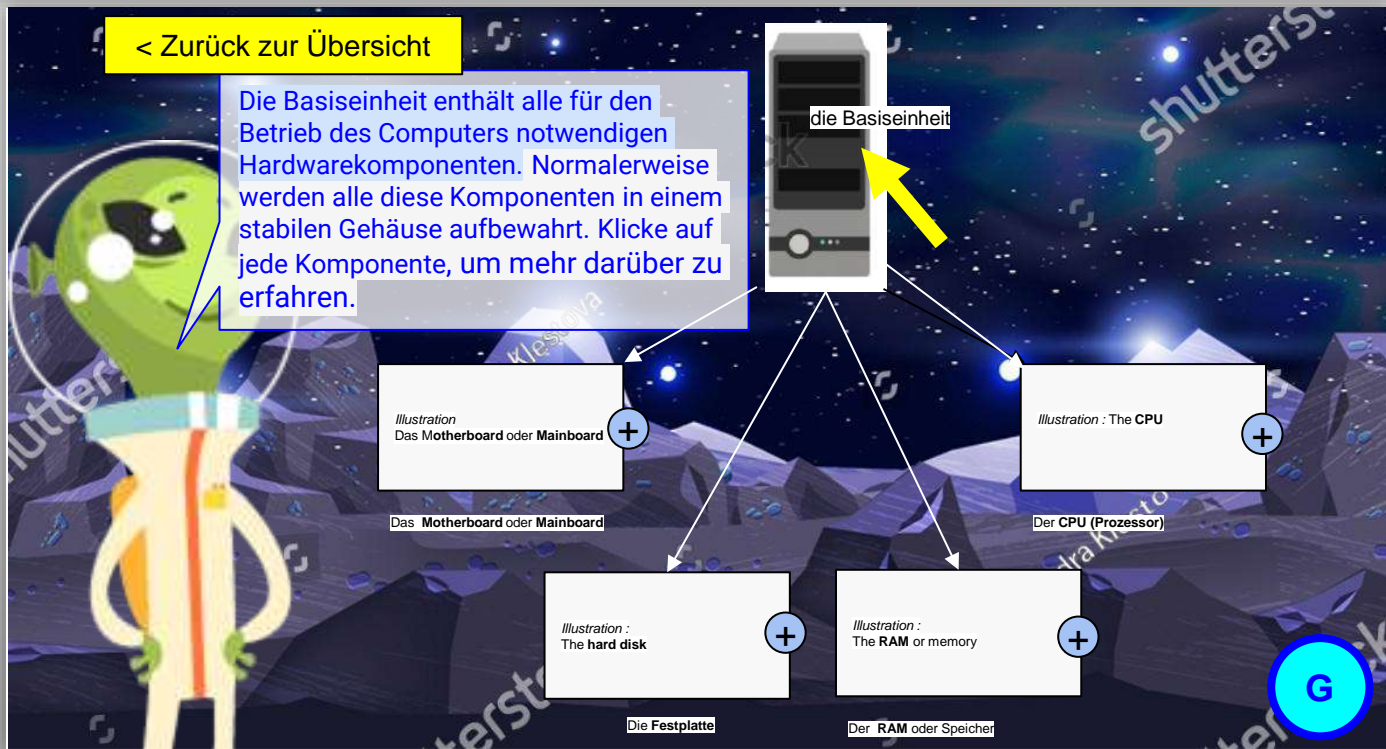 < Zurück zur Übersicht
Die Basiseinheit enthält alle für den
Betrieb des Computers notwendigen
Hardwarekomponenten. Normalerweise
werden alle diese Komponenten in einem
stabilen Gehäuse aufbewahrt. Klicke auf
jede Komponente, um mehr darüber zu
erfahren.
die Basiseinheit
Illustration
Das Motherboard oder Mainboard
+
Das Motherboard oder Mainboard
Illustration : The CPU
+
Der CPU (Prozessor)
Illustration :
The hard disk
+
Die Festplatte
Illustration :
The RAM or memory
+
Der RAM oder Speicher
G
shutters
Klestova